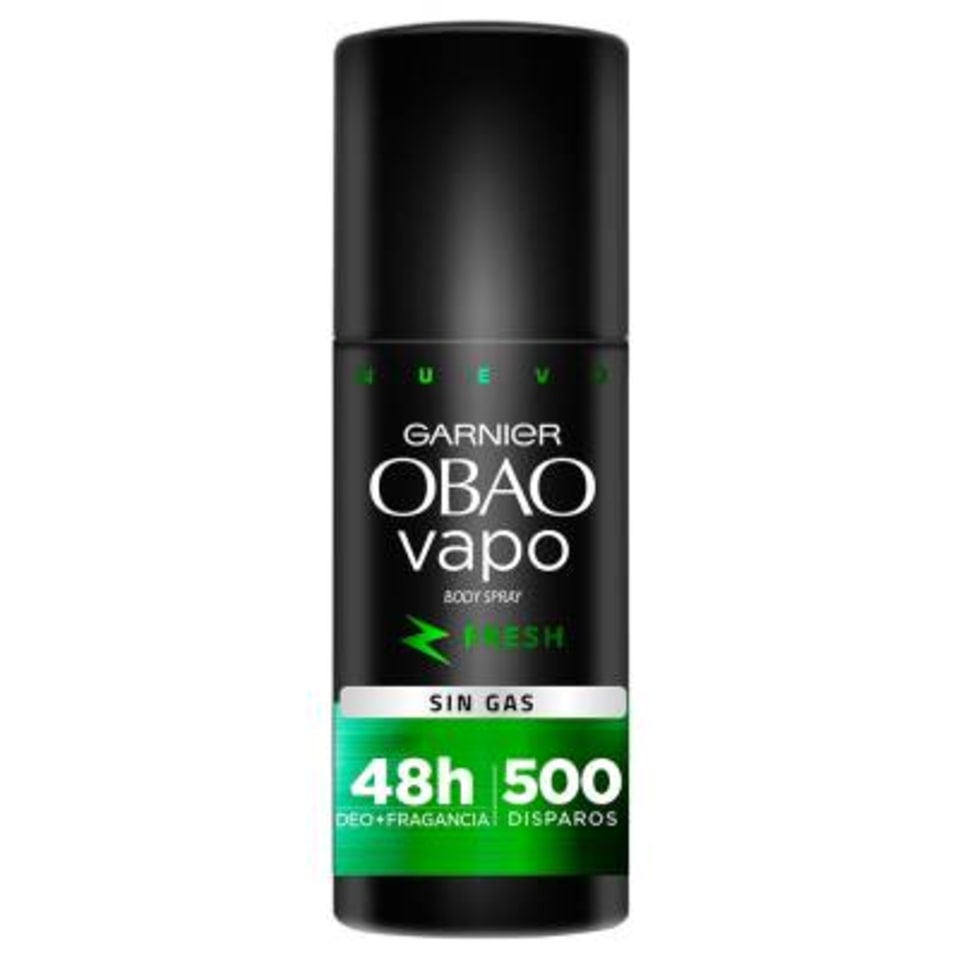 NUEVO
GARNIER
OBAO
vapo
BODY SPRAY
FRESH
SIN GAS
48h 500
DEO+FRAGANCIA DISPAROS